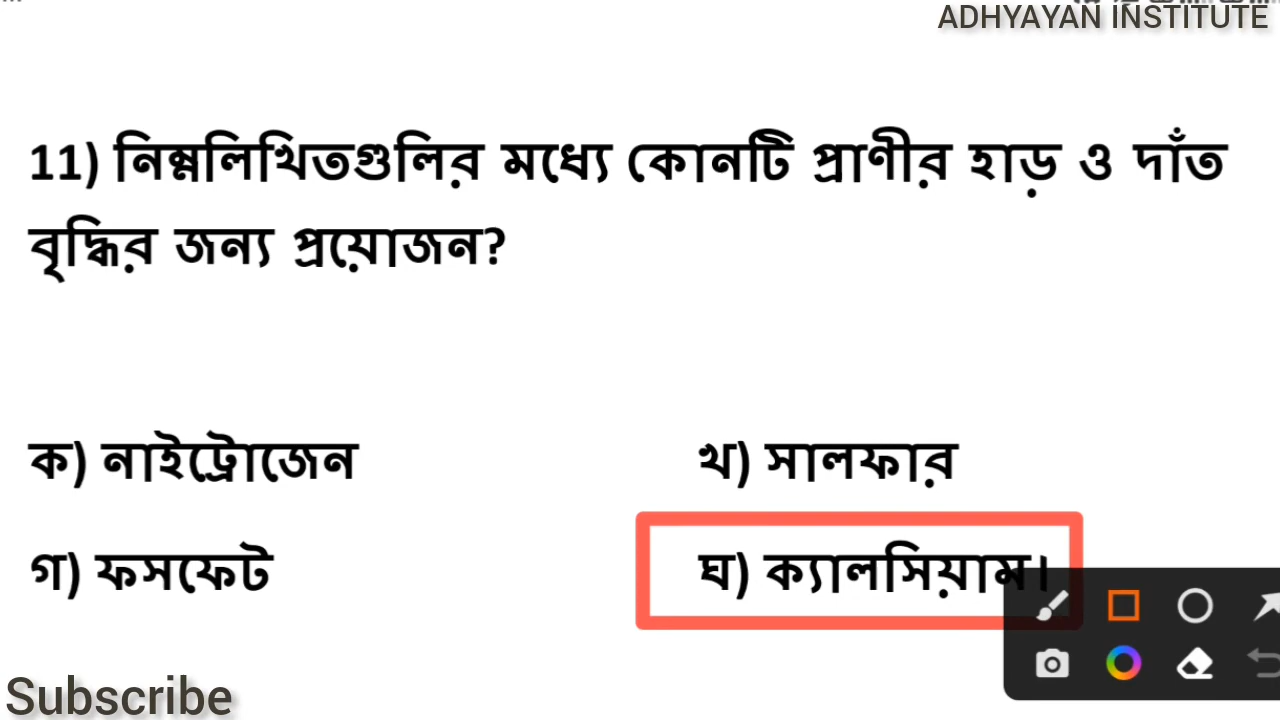 ADHYAYAN INSTITUTE
11) নিম্নলিখিতগুলির মধ্যে কোনটি প্রাণীর হাড় ও দাঁত
বৃদ্ধির জন্য প্রয়োজন?
ক) নাইট্রোজেন
খ) সালফার
গ) ফসফেট
ঘ) ক্যালসিয়াম।
Subscribe